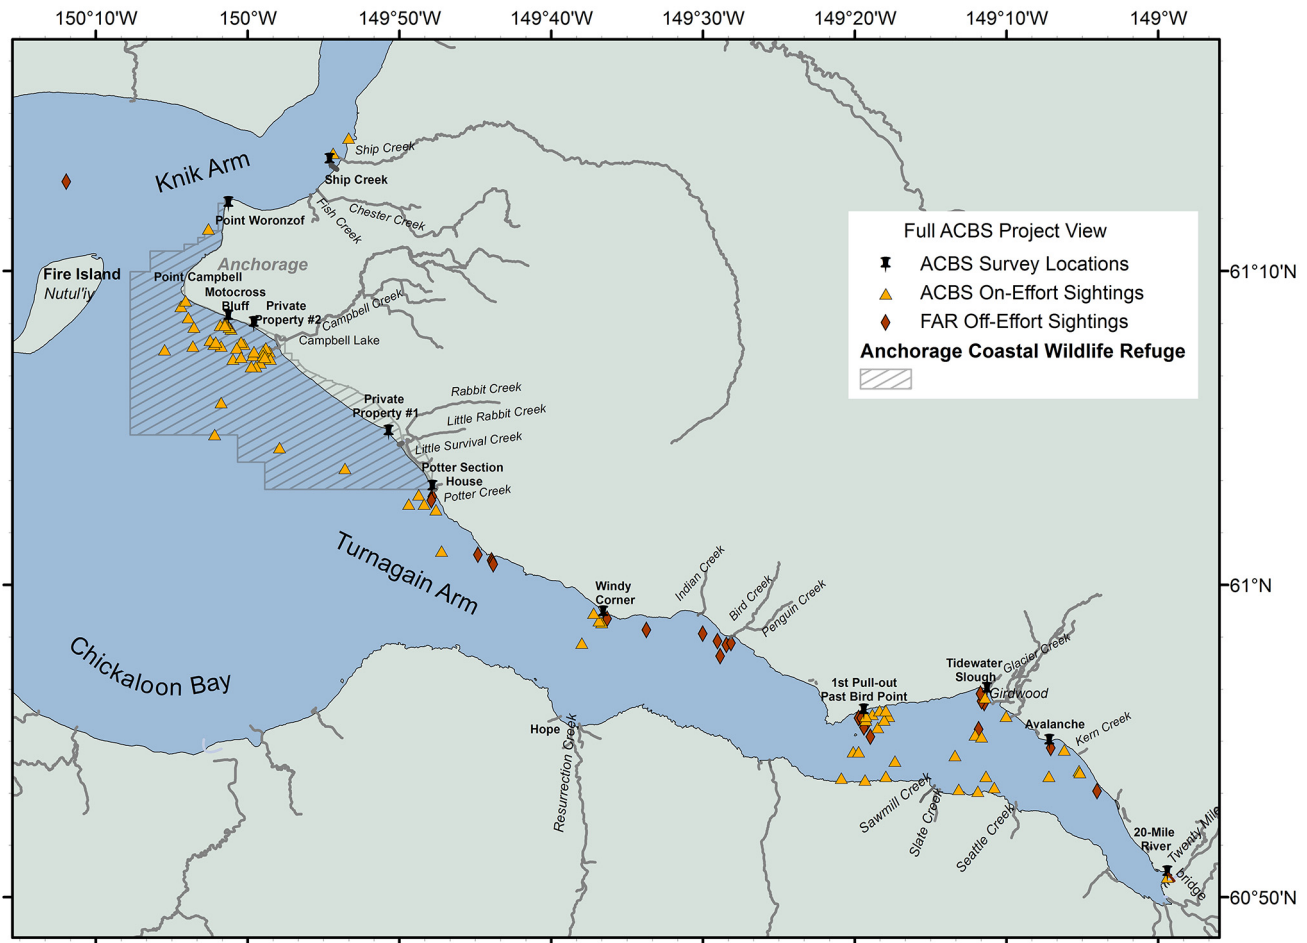 150°10'W
150°W
149°50'W
149°40'W
149°30'W
149°20'W
149°10'W
149°W
Knik Arm
Ship Creek
Ship Creek
Point Woronzof
Fish Creek
Chester Creek
Full ACBS Project View
ACBS Survey Locations
ACBS On-Effort Sightings
FAR Off-Effort Sightings
Anchorage Coastal Wildlife Refuge
61°10'N
Fire Island
Nutul'iy
Anchorage
Point Campbell
Motocross
Bluff
Private
Property #2
Campbell Creek
Campbell Lake
Private
Property #1
Rabbit Creek
Little Rabbit Creek
Little Survival Creek
Potter Section
House
Potter Creek
Turnagain Arm
61°N
Windy
Corner
Indian Creek
Bird Creek
Penguin Creek
Chickaloon Bay
1st Pull-out
Past Bird Point
Tidewater
Slough
Glacier Creek
Girdwood
Avalanche
Kern Creek
Hope
Resurrection Creek
Sawmill Creek
Slate Creek
Seattle Creek
20-Mile
River
Twenty Mile
bridge
60°50'N